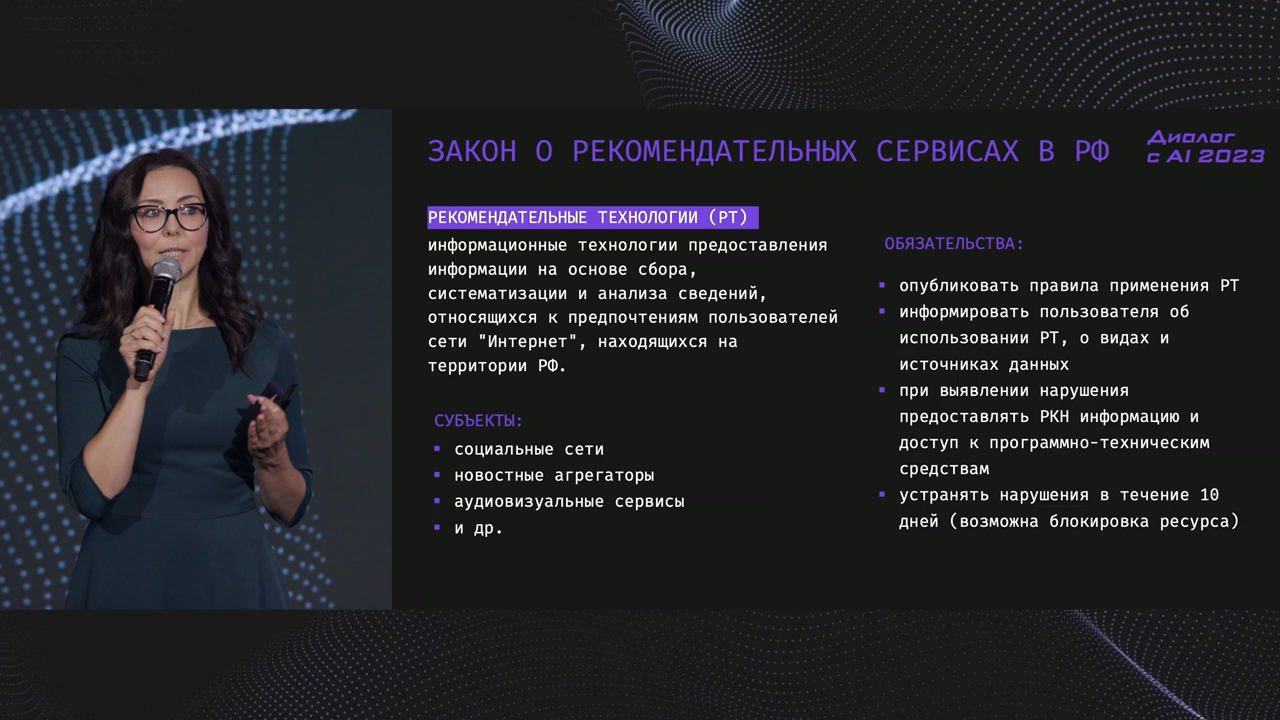 ЗАКОН О РЕКОМЕНДАТЕЛЬНЫХ СЕРВИСАХ В РФ
Диалог
с AI 2023
РЕКОМЕНДАТЕЛЬНЫЕ ТЕХНОЛОГИИ (РТ)
информационные технологии предоставления
информации на основе сбора,
систематизации и анализа сведений,
относящихся к предпочтениям пользователей
сети "Интернет", находящихся на
территории РФ.
СУБЪЕКТЫ:
▪ социальные сети
▪ новостные агрегаторы
▪ аудиовизуальные сервисы
▪ и др.
ОБЯЗАТЕЛЬСТВА:
▪ опубликовать правила применения РТ
▪ информировать пользователя об
использовании РТ, о видах и
источниках данных
▪ при выявлении нарушения
предоставлять РКН информацию и
доступ к программно-техническим
средствам
▪ устранять нарушения в течение 10
дней (возможна блокировка ресурса)